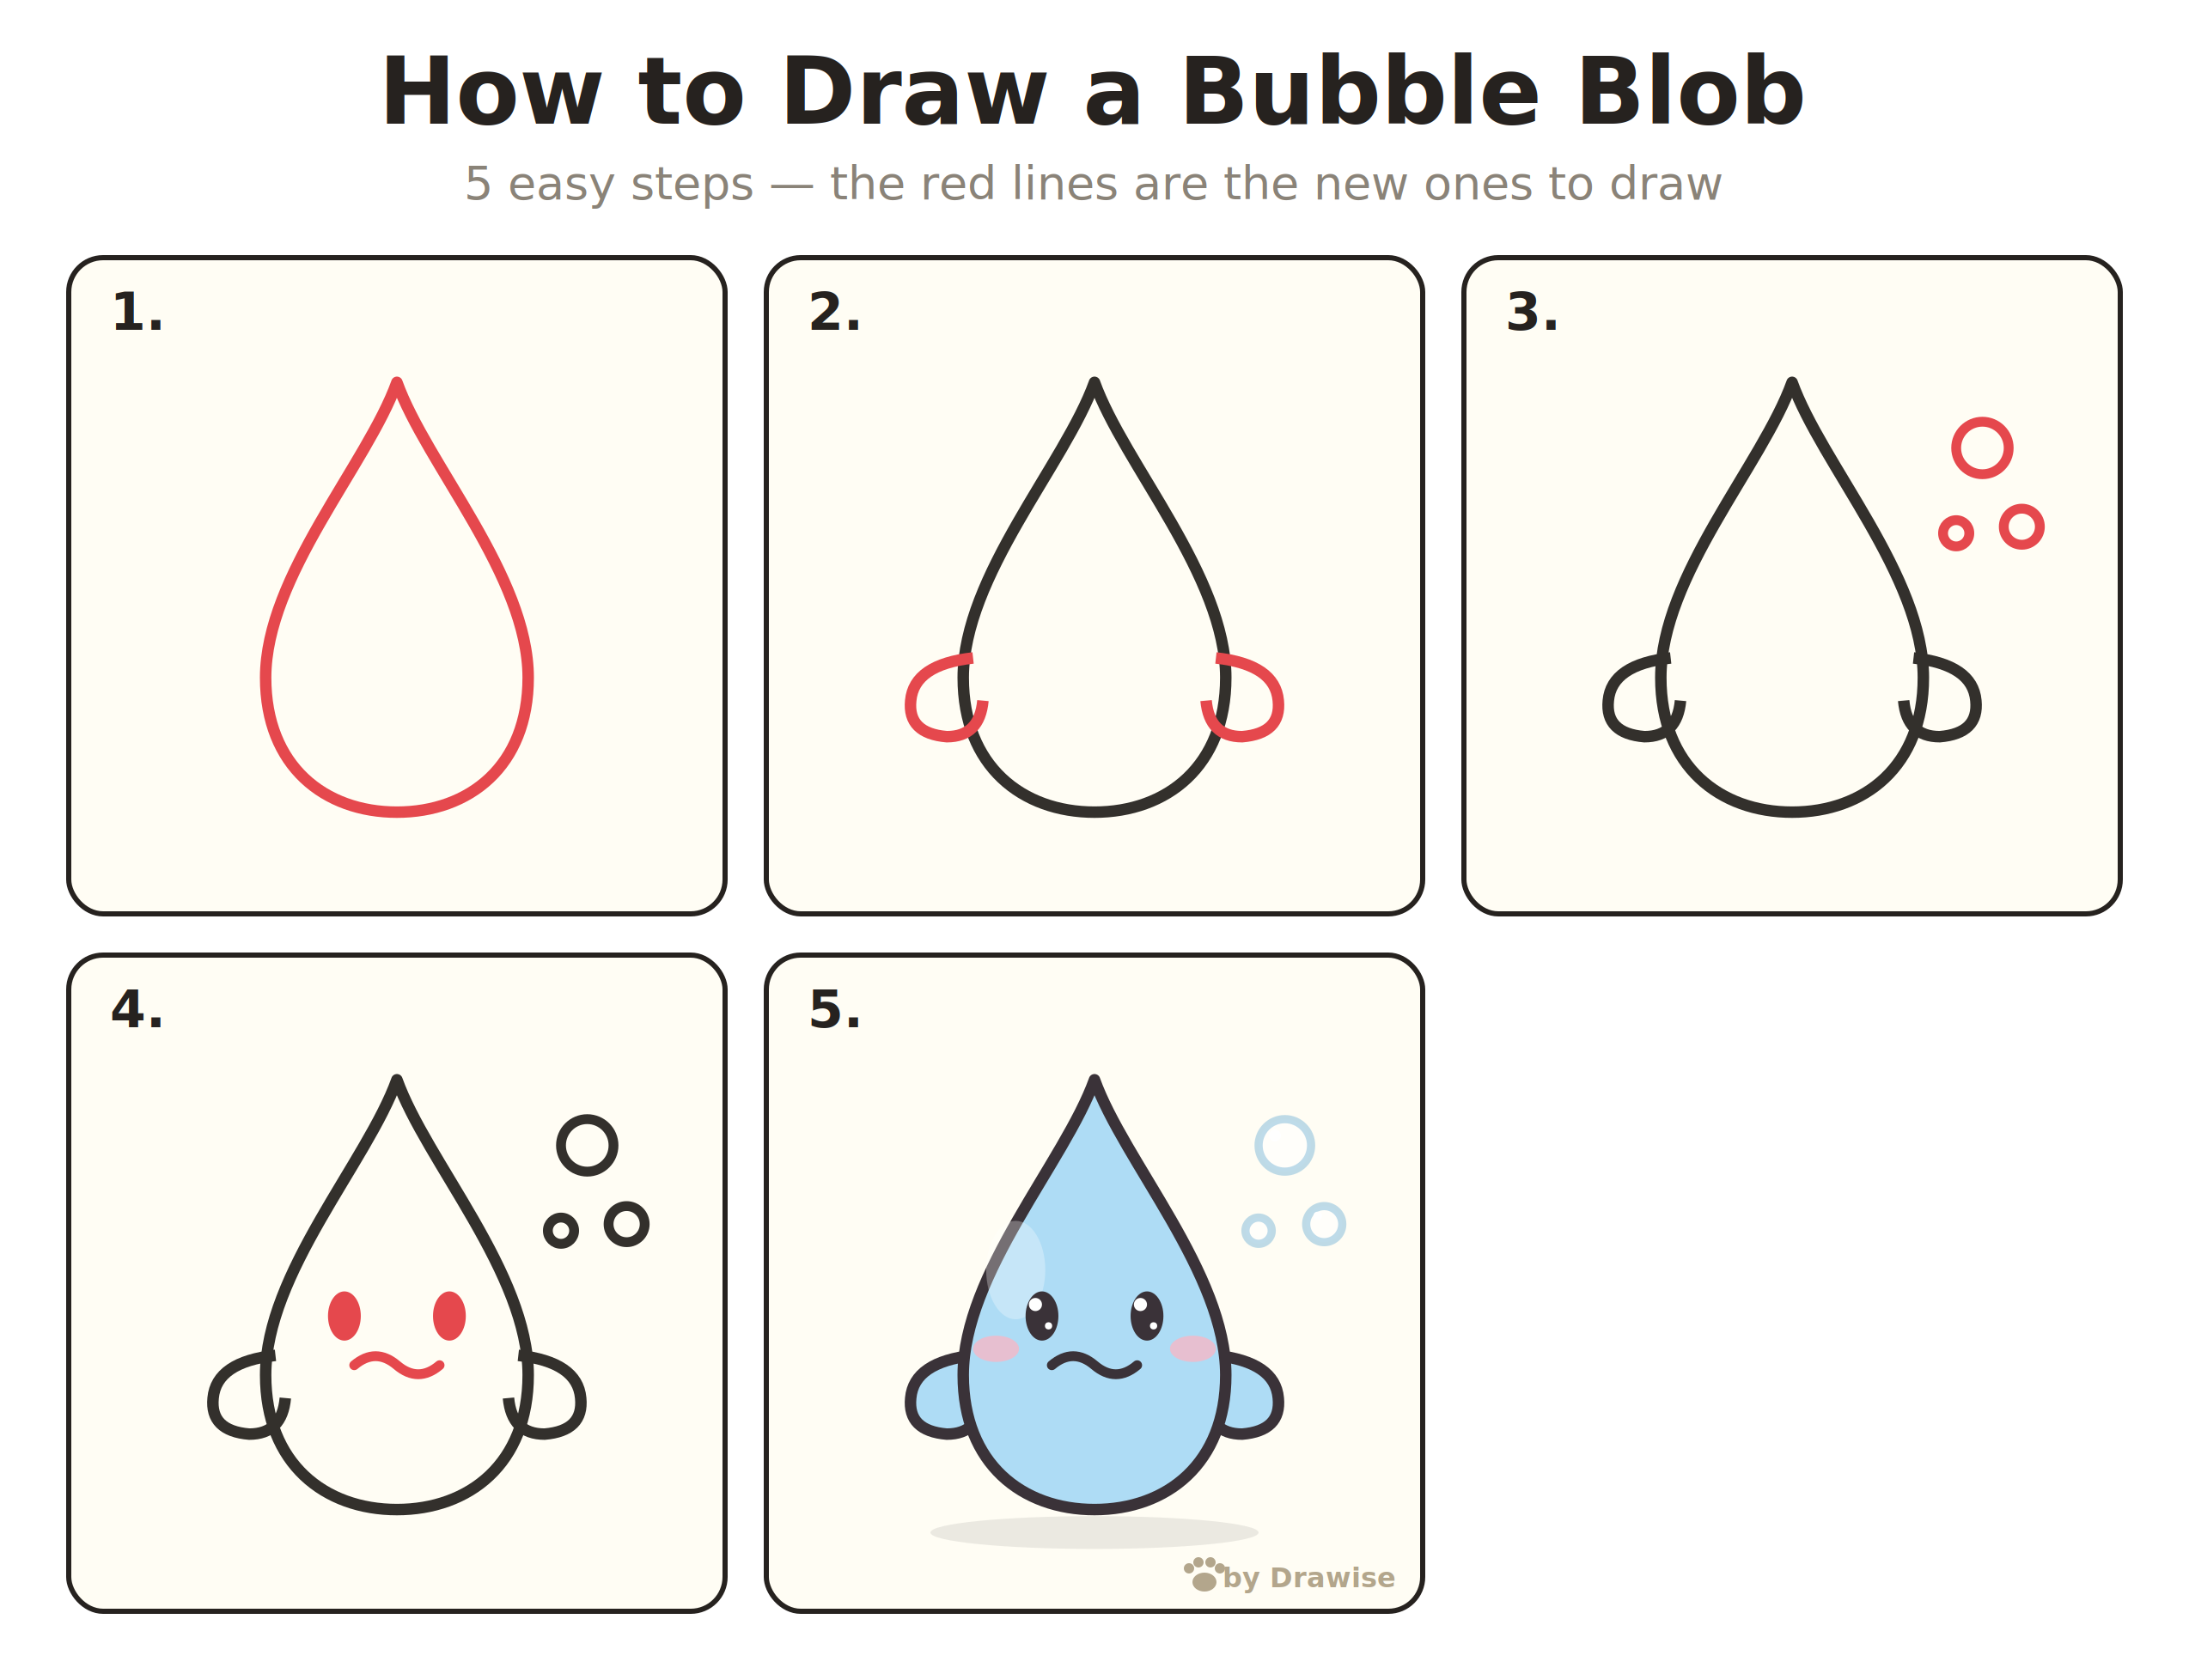 How to Draw a Bubble Blob
5 easy steps — the red lines are the new ones to draw
1.
2.
3.
4.
5.
by Drawise